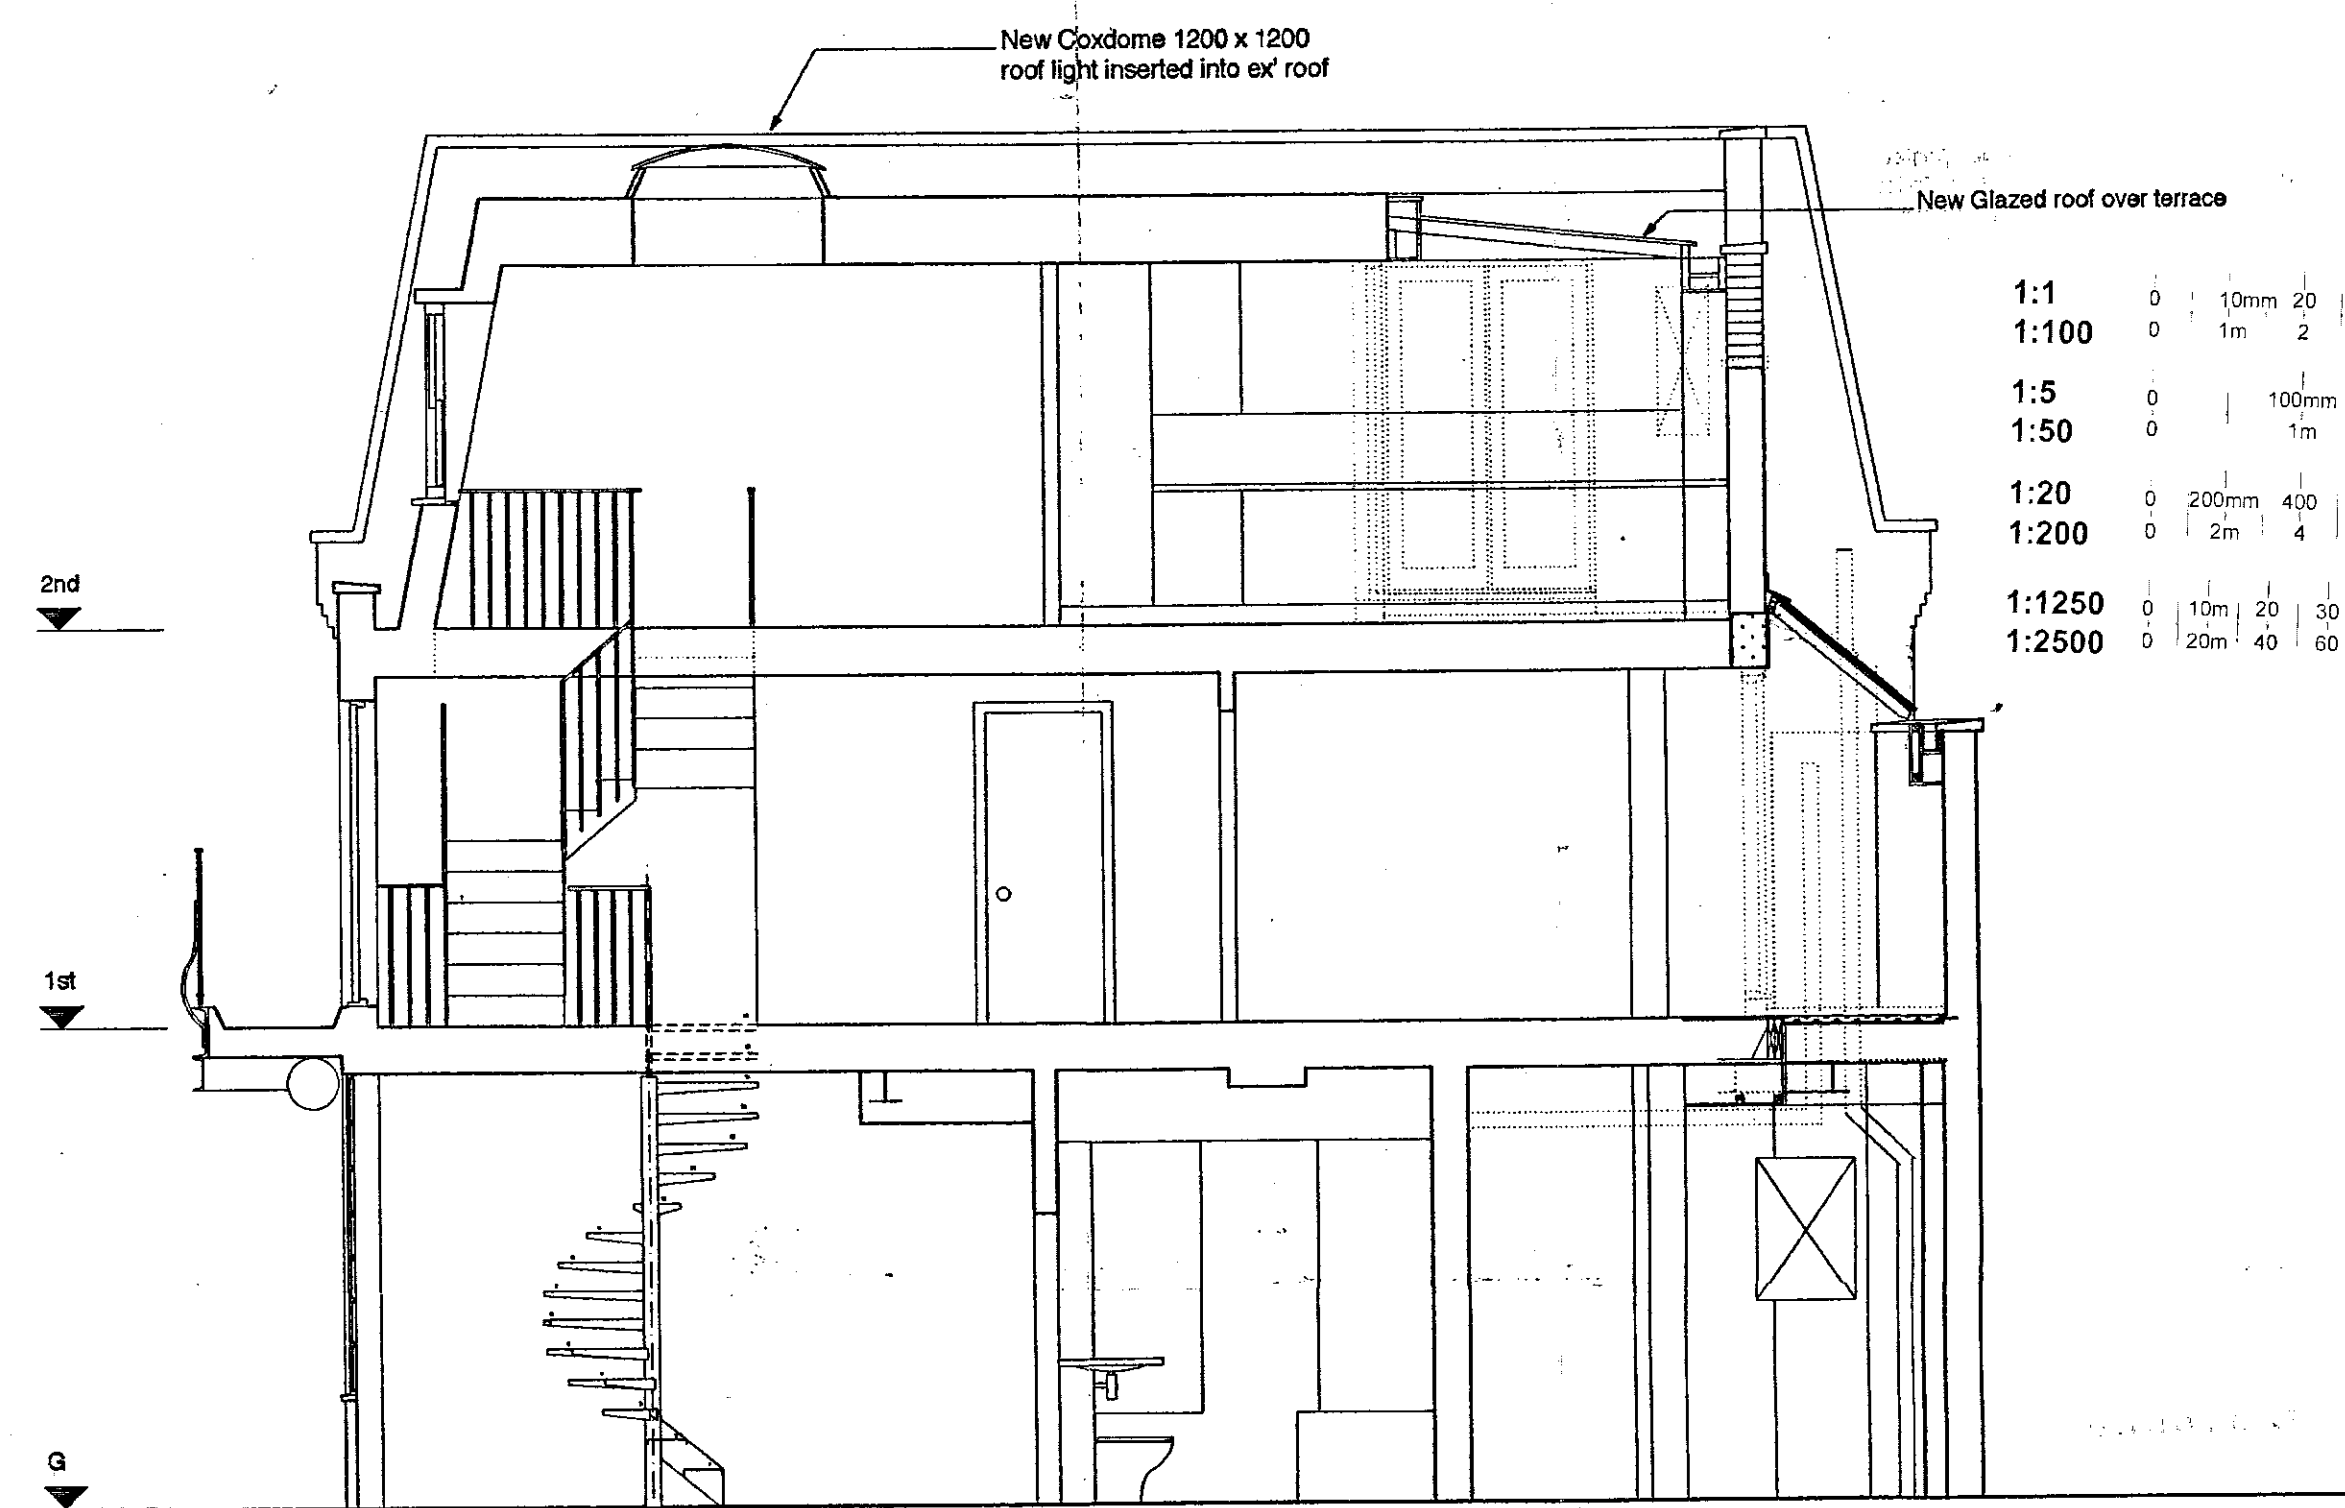 New Coxdome 1200 x 1200
roof light inserted into ex' roof
New Glazed roof over terrace
1:1 0 10mm 20
1:100 0 1m 2
1:5 0 100mm
1:50 0 1m
1:20 0 200mm 400
1:200 0 2m 4
2nd
1:1250 0 10m 20 30
1:2500 0 20m 40 60
1st
G